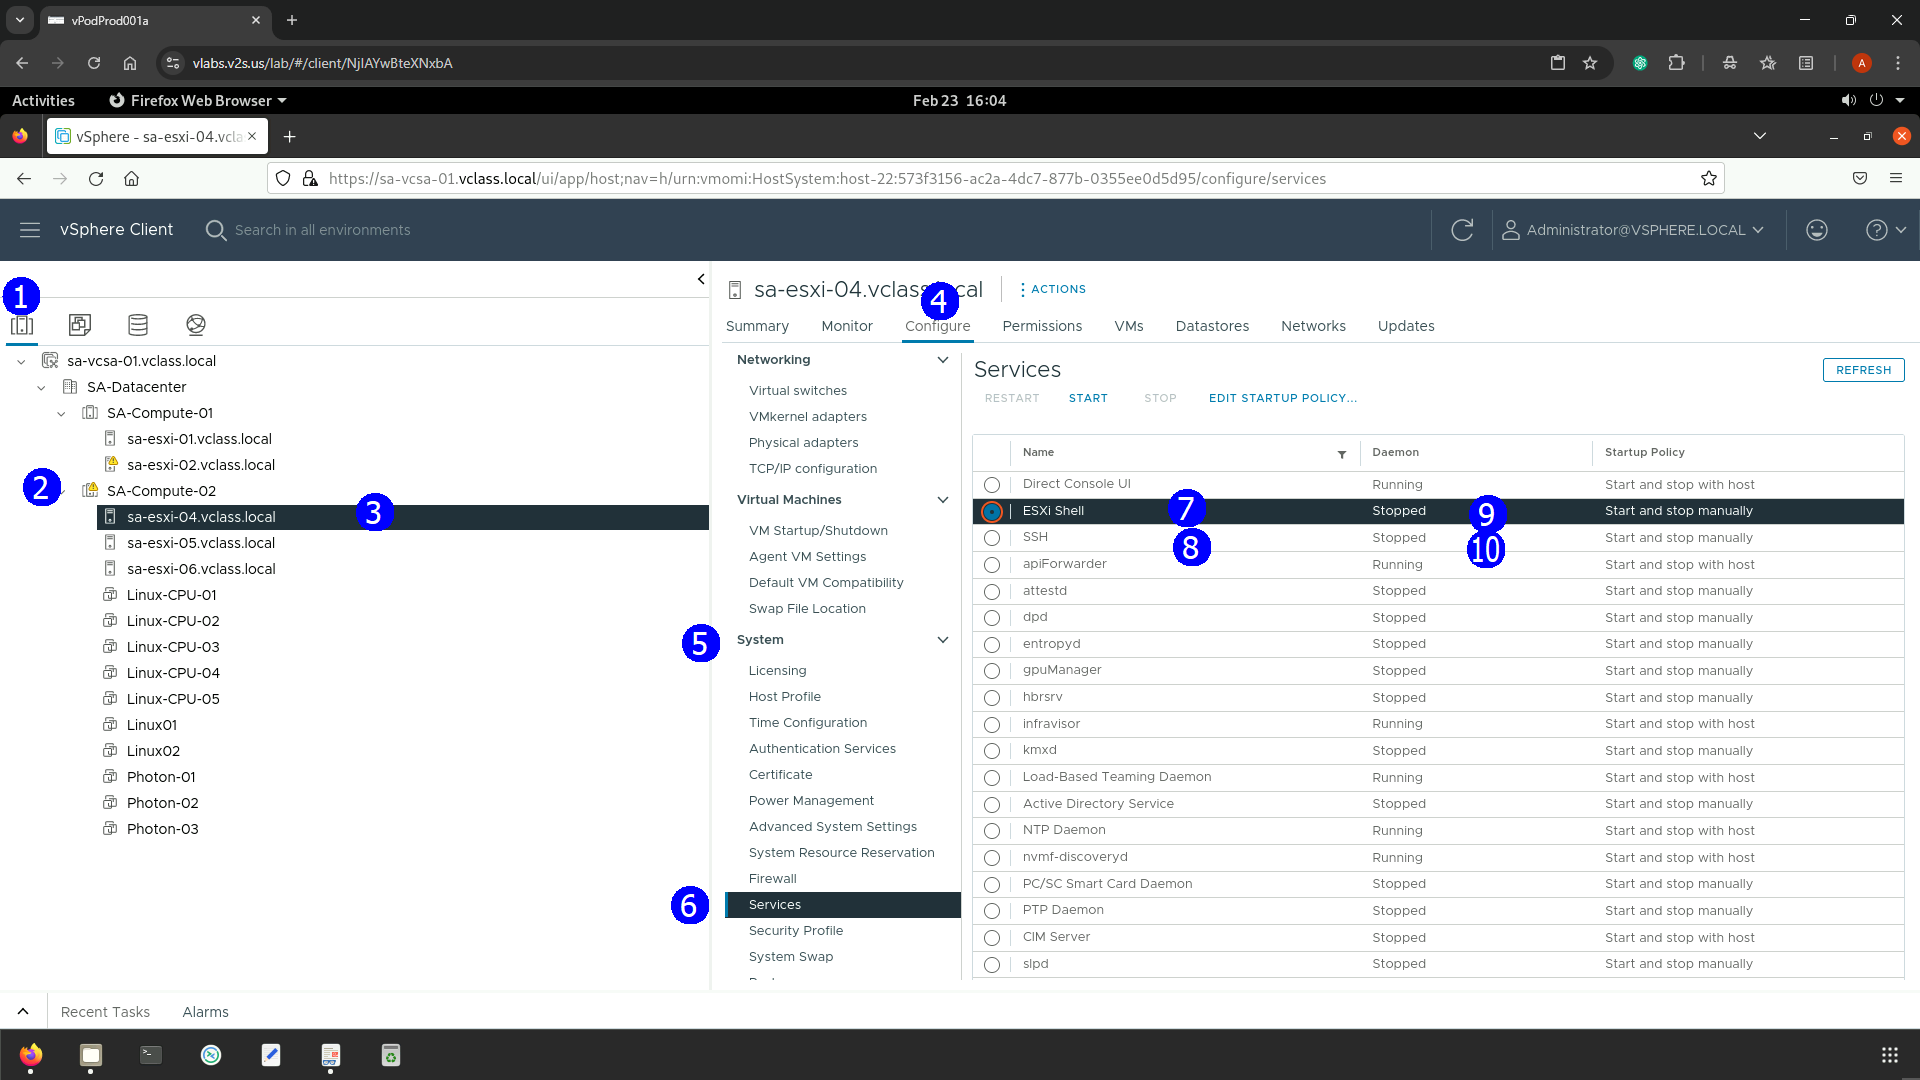 vPodProd001a
vlabs.v2s.us/lab/#/client/NjIAYwBteXNxbA
A
Activities
Firefox Web Browser
Feb 23 16:04
vSphere - sa-esxi-04.vcla
https://sa-vcsa-01.vclass.local/ui/app/host;nav=h/urn:vmomi:HostSystem:host-22:573f3156-ac2a-4dc7-877b-0355ee0d5d95/configure/services
vSphere Client
Search in all environments
Administrator@VSPHERE.LOCAL
1
sa-vcsa-01.vclass.local
SA-Datacenter
SA-Compute-01
sa-esxi-01.vclass.local
sa-esxi-02.vclass.local
2
SA-Compute-02
sa-esxi-04.vclass.local
3
sa-esxi-05.vclass.local
sa-esxi-06.vclass.local
Linux-CPU-01
Linux-CPU-02
Linux-CPU-03
Linux-CPU-04
Linux-CPU-05
Linux01
Linux02
Photon-01
Photon-02
Photon-03
sa-esxi-04.vclass.local
ACTIONS
4
Summary Monitor Configure Permissions VMs Datastores Networks Updates
Networking
Virtual switches
VMkernel adapters
Physical adapters
TCP/IP configuration
Virtual Machines
VM Startup/Shutdown
Agent VM Settings
Default VM Compatibility
Swap File Location
5
System
Licensing
Host Profile
Time Configuration
Authentication Services
Certificate
Power Management
Advanced System Settings
System Resource Reservation
Firewall
6
Services
Security Profile
System Swap
Services
REFRESH
RESTART START STOP EDIT STARTUP POLICY...
Name Daemon Startup Policy
Direct Console UI Running Start and stop with host
ESXi Shell 7 Stopped 9 Start and stop manually
SSH 8 Stopped 10 Start and stop manually
apiForwarder Running Start and stop with host
attestd Stopped Start and stop manually
dpd Stopped Start and stop manually
entropyd Stopped Start and stop manually
gpuManager Stopped Start and stop manually
hbrsrv Stopped Start and stop manually
infravisor Running Start and stop with host
kmxd Stopped Start and stop manually
Load-Based Teaming Daemon Running Start and stop with host
Active Directory Service Stopped Start and stop manually
NTP Daemon Running Start and stop with host
nvmf-discoveryd Running Start and stop with host
PC/SC Smart Card Daemon Stopped Start and stop manually
PTP Daemon Stopped Start and stop manually
CIM Server Stopped Start and stop with host
slpd Stopped Start and stop manually
Recent Tasks Alarms